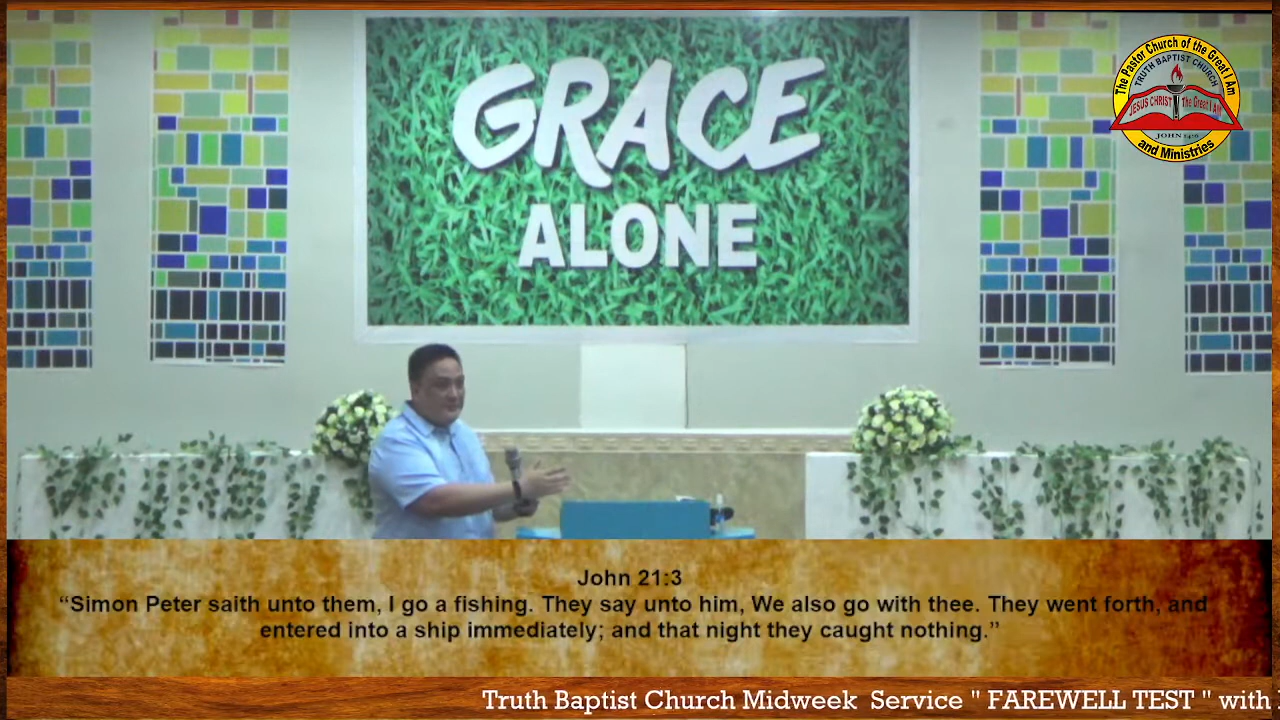 GRACE
ALONE
The Pastor Church of the Great I Am
TRUTH BAPTIST CHURCH
JESUS CHRIST The Great I AM
and Ministries
John 21:3
“Simon Peter saith unto them, I go a fishing. They say unto him, We also go with thee. They went forth, and
entered into a ship immediately; and that night they caught nothing.”
Truth Baptist Church Midweek Service " FAREWELL TEST " with